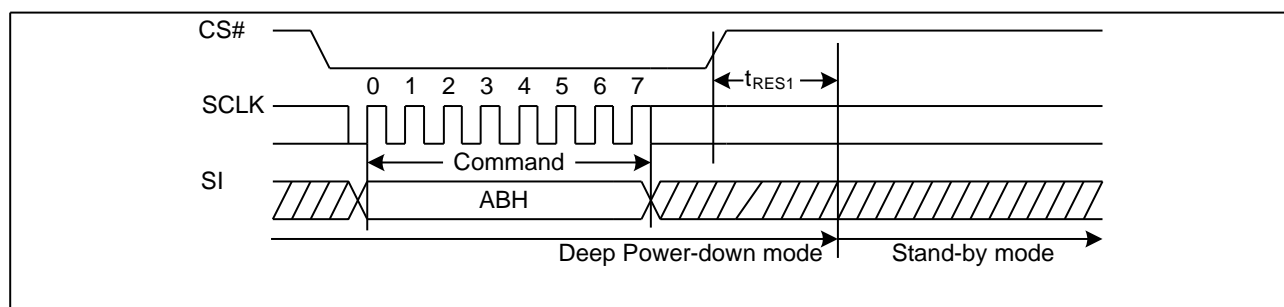 CS#
tRES1
0 1 2 3 4 5 6 7
SCLK
Command
SI
ABH
Deep Power-down mode Stand-by mode